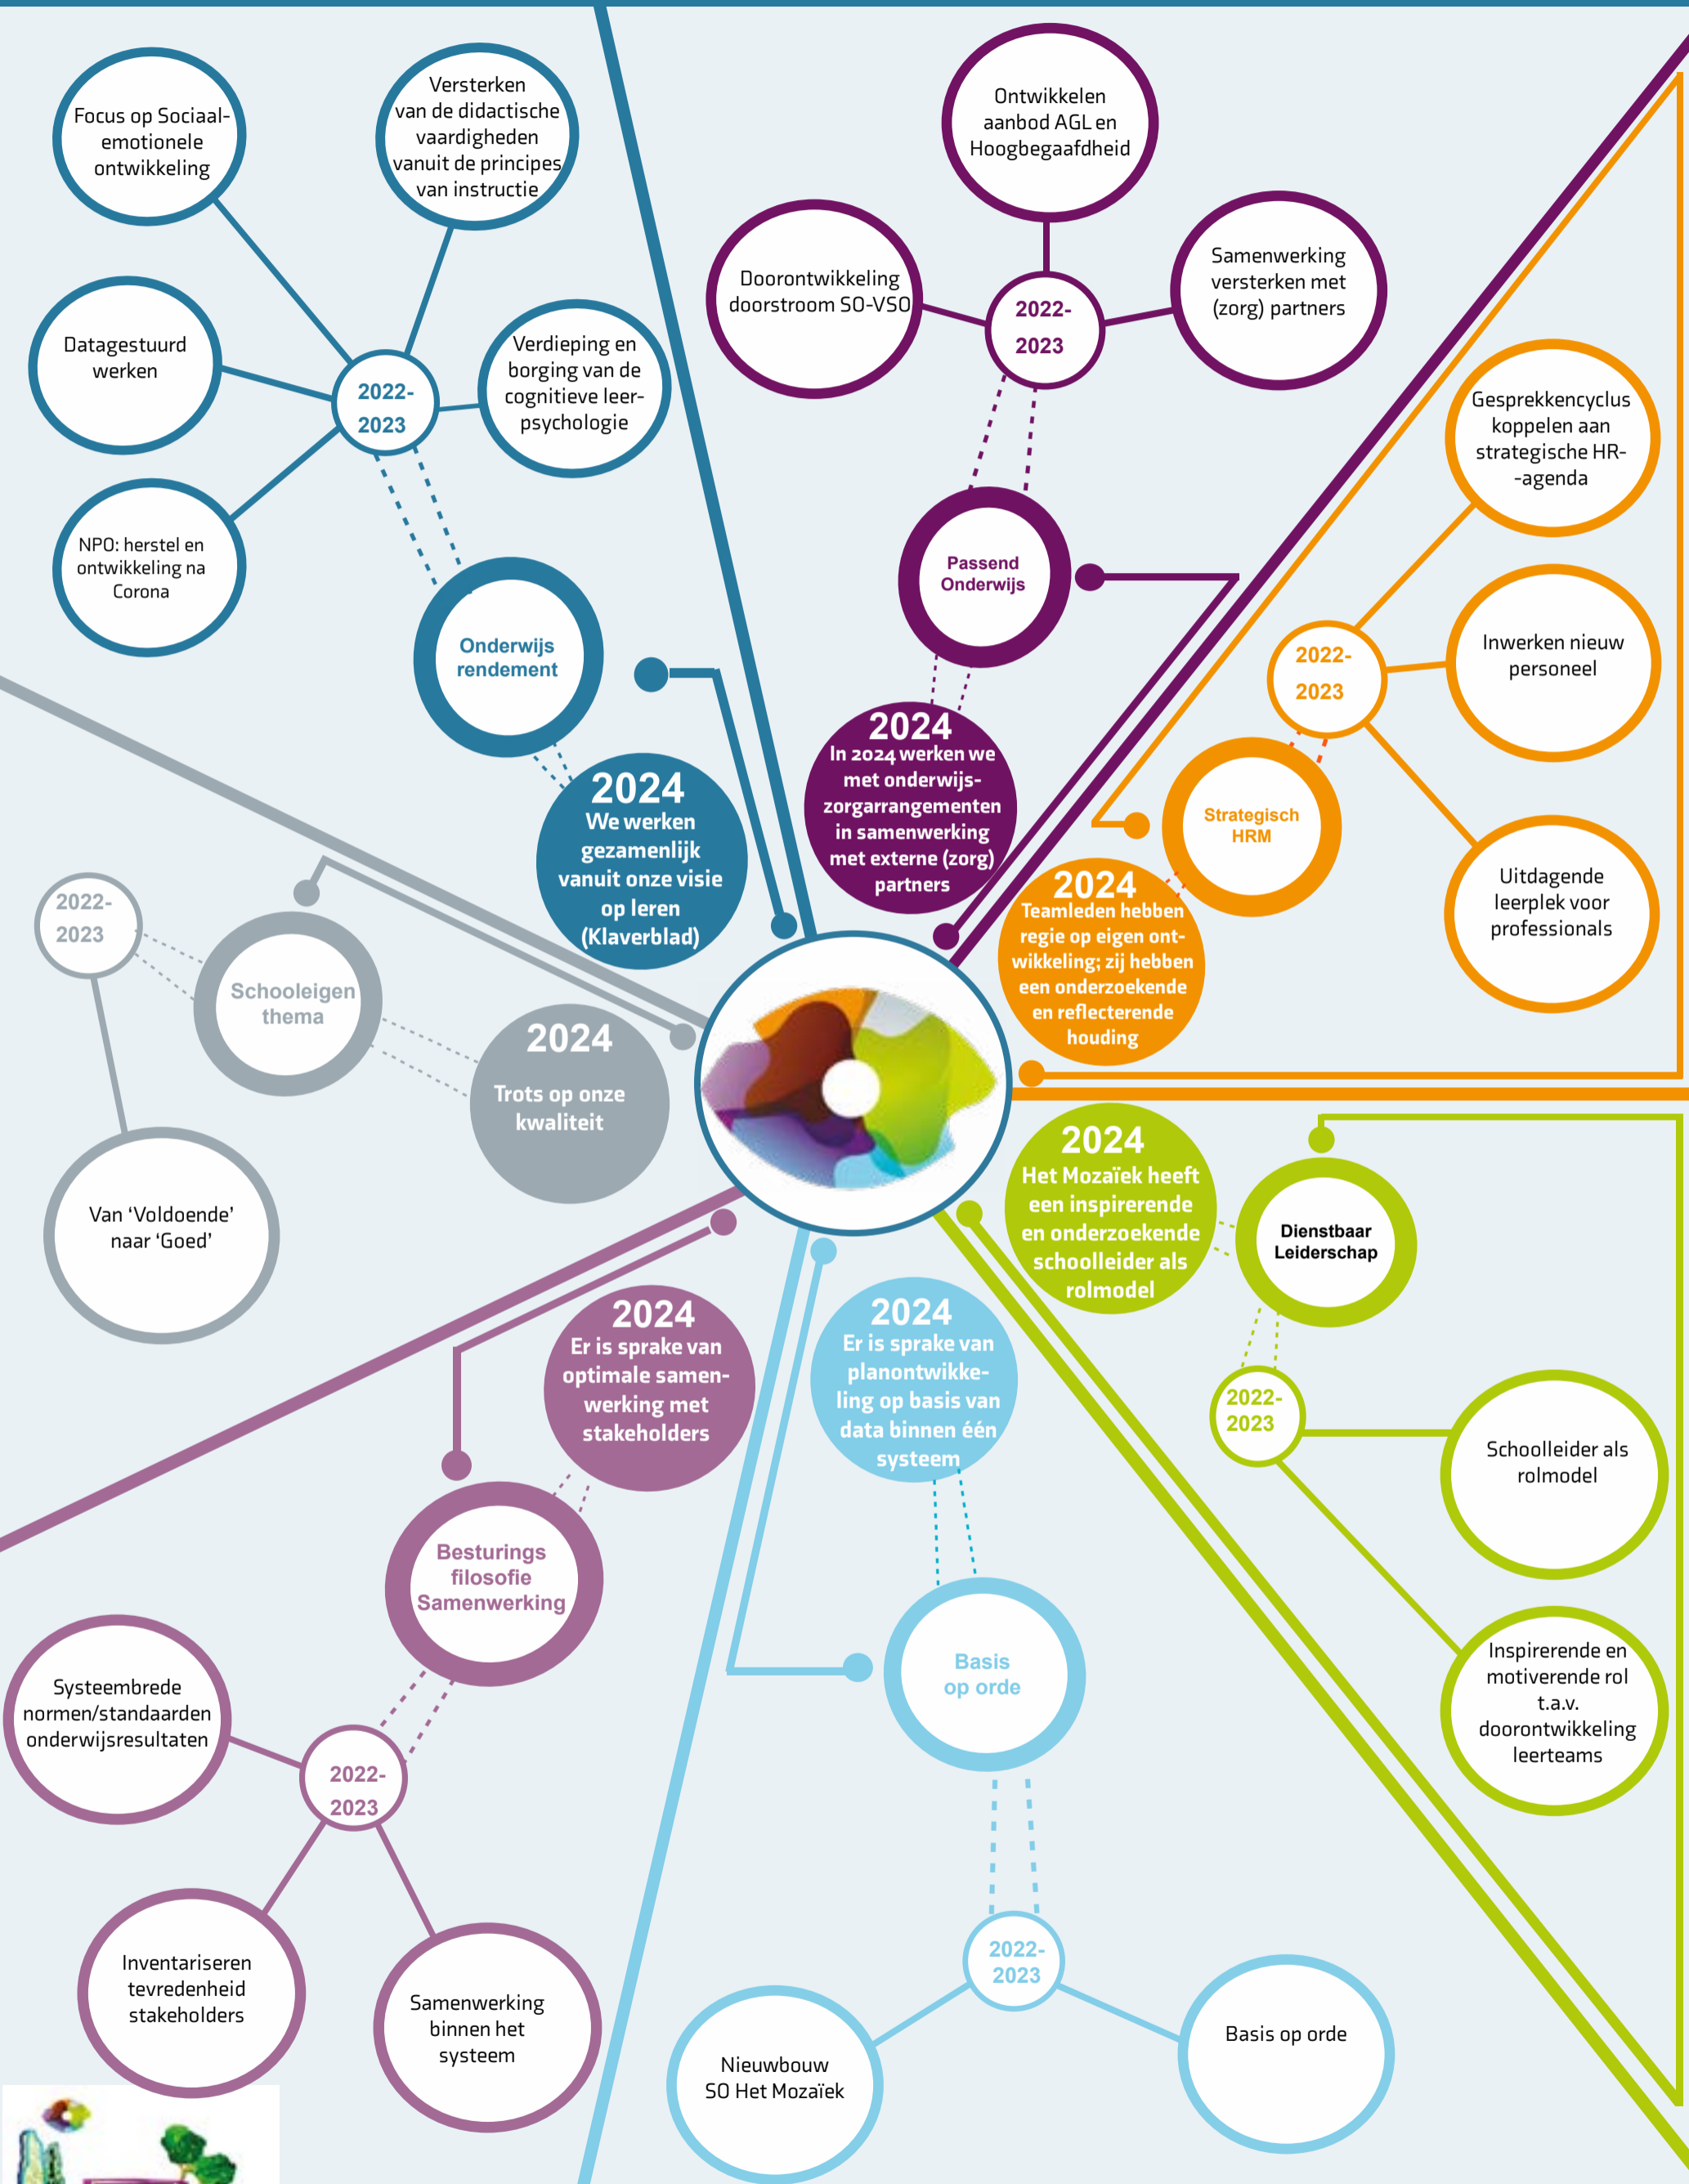 Focus op Sociaal-
emotionele
ontwikkeling
Versterken
van de didactische
vaardigheden
vanuit de principes
van instructie
Datagestuurd
werken
2022-
2023
Verdieping en
borging van de
cognitieve leer-
psychologie
NPO: herstel en
ontwikkeling na
Corona
Onderwijs
rendement
2024
We werken
gezamenlijk
vanuit onze visie
op leren
(Klaverblad)
Ontwikkelen
aanbod AGL en
Hoogbegaafdheid
Doorontwikkeling
doorstroom SO-VSO
2022-
2023
Samenwerking
versterken met
(zorg) partners
Passend
Onderwijs
2024
In 2024 werken we
met onderwijs-
zorgarrangementen
in samenwerking
met externe (zorg)
partners
Gesprekkencyclus
koppelen aan
strategische HR-
-agenda
2022-
2023
Inwerken nieuw
personeel
Strategisch
HRM
Uitdagende
leerplek voor
professionals
2024
Teamleden hebben
regie op eigen ont-
wikkeling; zij hebben
een onderzoekende
en reflecterende
houding
2022-
2023
Schooleigen
thema
2024
Trots op onze
kwaliteit
Van ‘Voldoende’
naar ‘Goed’
2024
Het Mozaïek heeft
een inspirerende
en onderzoekende
schoolleider als
rolmodel
Dienstbaar
Leiderschap
2022-
2023
Schoolleider als
rolmodel
Inspirerende en
motiverende rol
t.a.v.
doorontwikkeling
leerteams
2024
Er is sprake van
optimale samen-
werking met
stakeholders
Besturings
filosofie
Samenwerking
Systeembrede
normen/standaarden
onderwijsresultaten
2022-
2023
Inventariseren
tevredenheid
stakeholders
Samenwerking
binnen het
systeem
2024
Er is sprake van
planontwikke-
ling op basis van
data binnen één
systeem
Basis
op orde
2022-
2023
Nieuwbouw
SO Het Mozaïek
Basis op orde